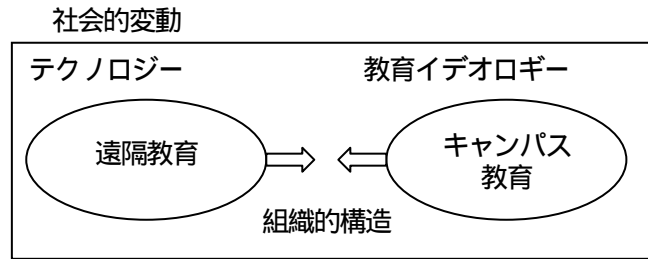 社会的変動
テクノロジー
教育イデオロギー
遠隔教育
キャンパス
教育
組織的構造